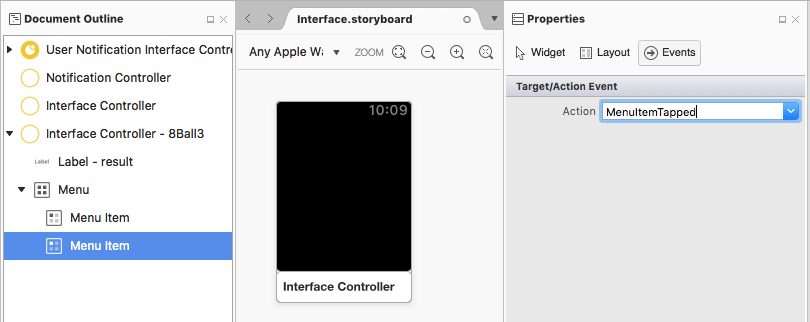 Document Outline
User Notification Interface Contro
Notification Controller
Interface Controller
Interface Controller - 8Ball3
Label
Label - result
Menu
Menu Item
Menu Item
Interface.storyboard
Any Apple Wa
ZOOM
10:09
Interface Controller
Properties
Widget
Layout
Events
Target/Action Event
Action
MenuItemTapped